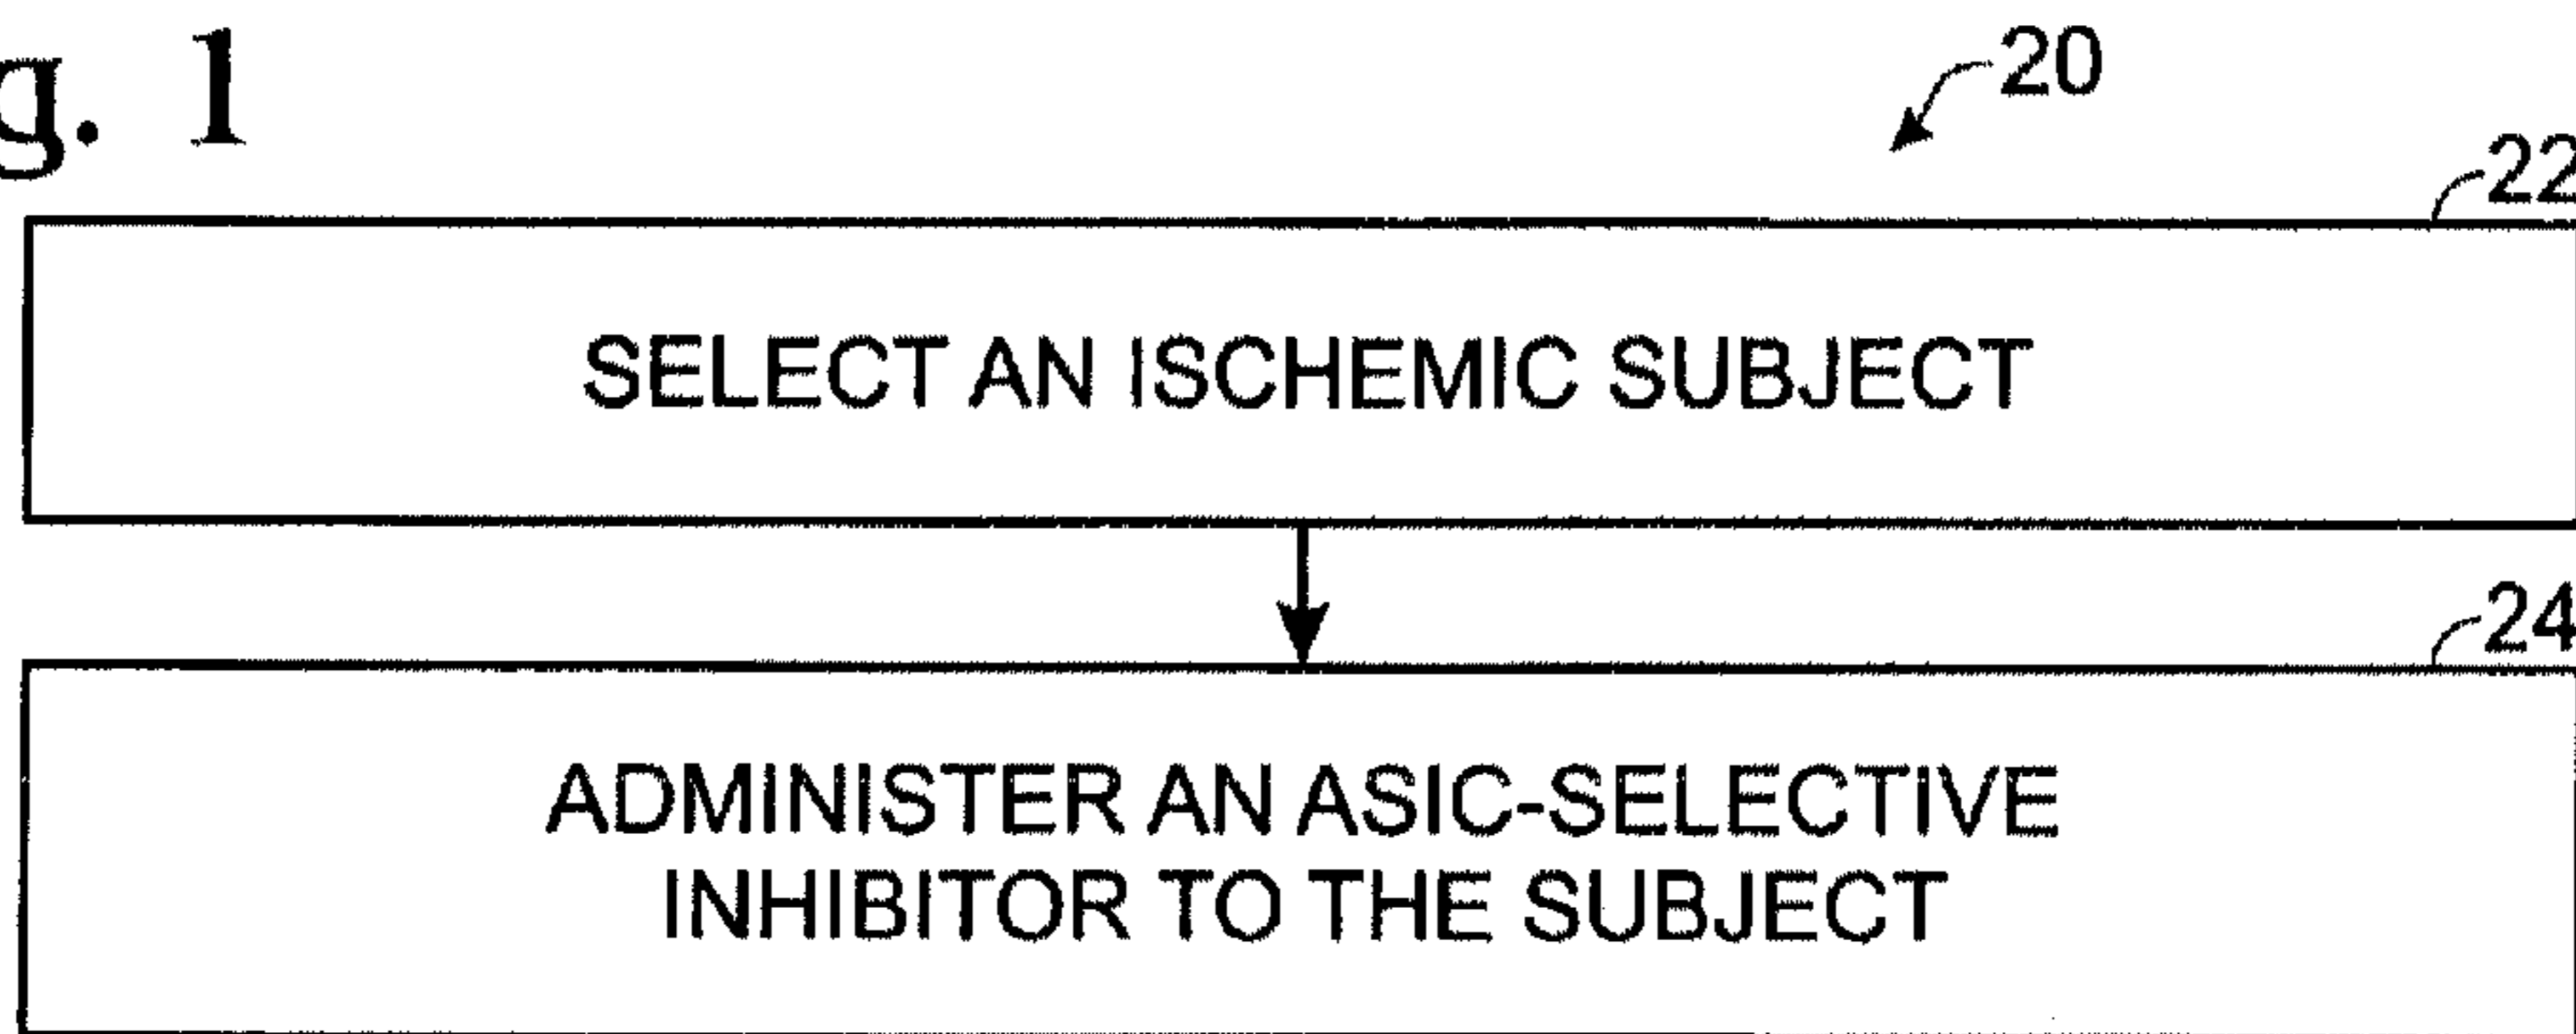 g. 1
20
22
SELECT AN ISCHEMIC SUBJECT
24
ADMINISTER AN ASIC-SELECTIVE
INHIBITOR TO THE SUBJECT